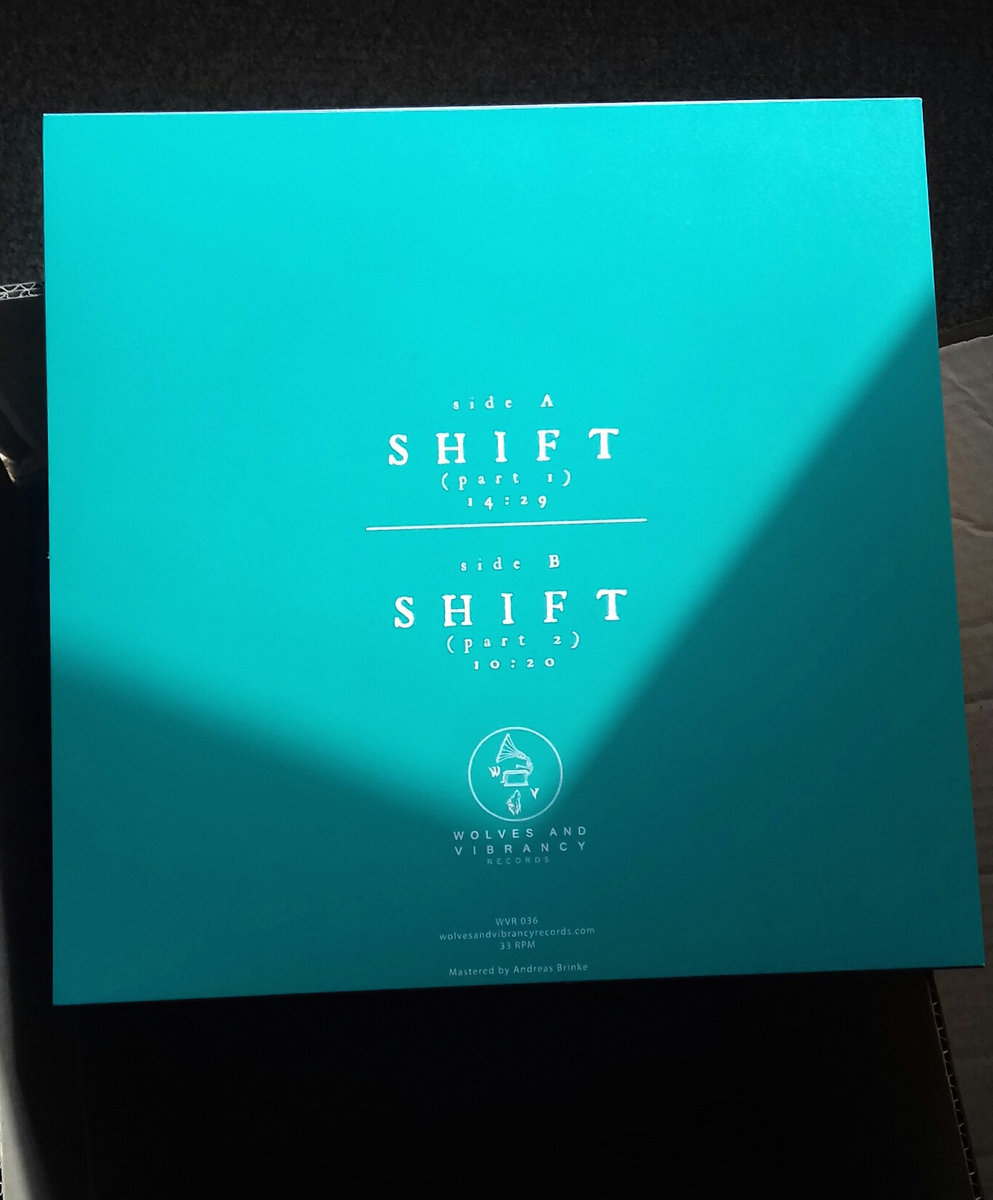 side A
SHIFT
(part 1)
14:29
side B
SHIFT
(part 2)
10:20
W
V
WOLVES AND
VIBRANCY
RECORDS
WVR 036
wolvesandvibrancyrecords.com
33 RPM
Mastered by Andreas Brinke